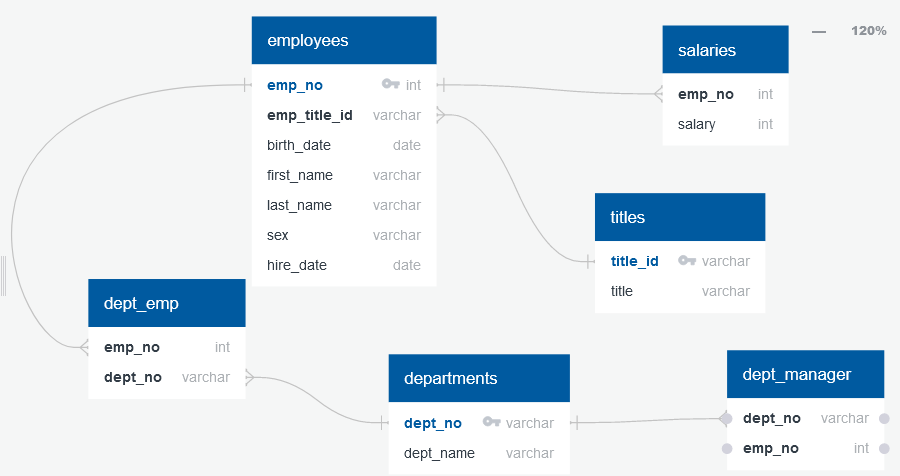 employees
emp_no int
emp_title_id varchar
birth_date date
first_name varchar
last_name varchar
sex varchar
hire_date date
salaries
emp_no int
salary int
120%
titles
title_id varchar
title varchar
dept_emp
emp_no int
dept_no varchar
departments
dept_no varchar
dept_name varchar
dept_manager
dept_no varchar
emp_no int